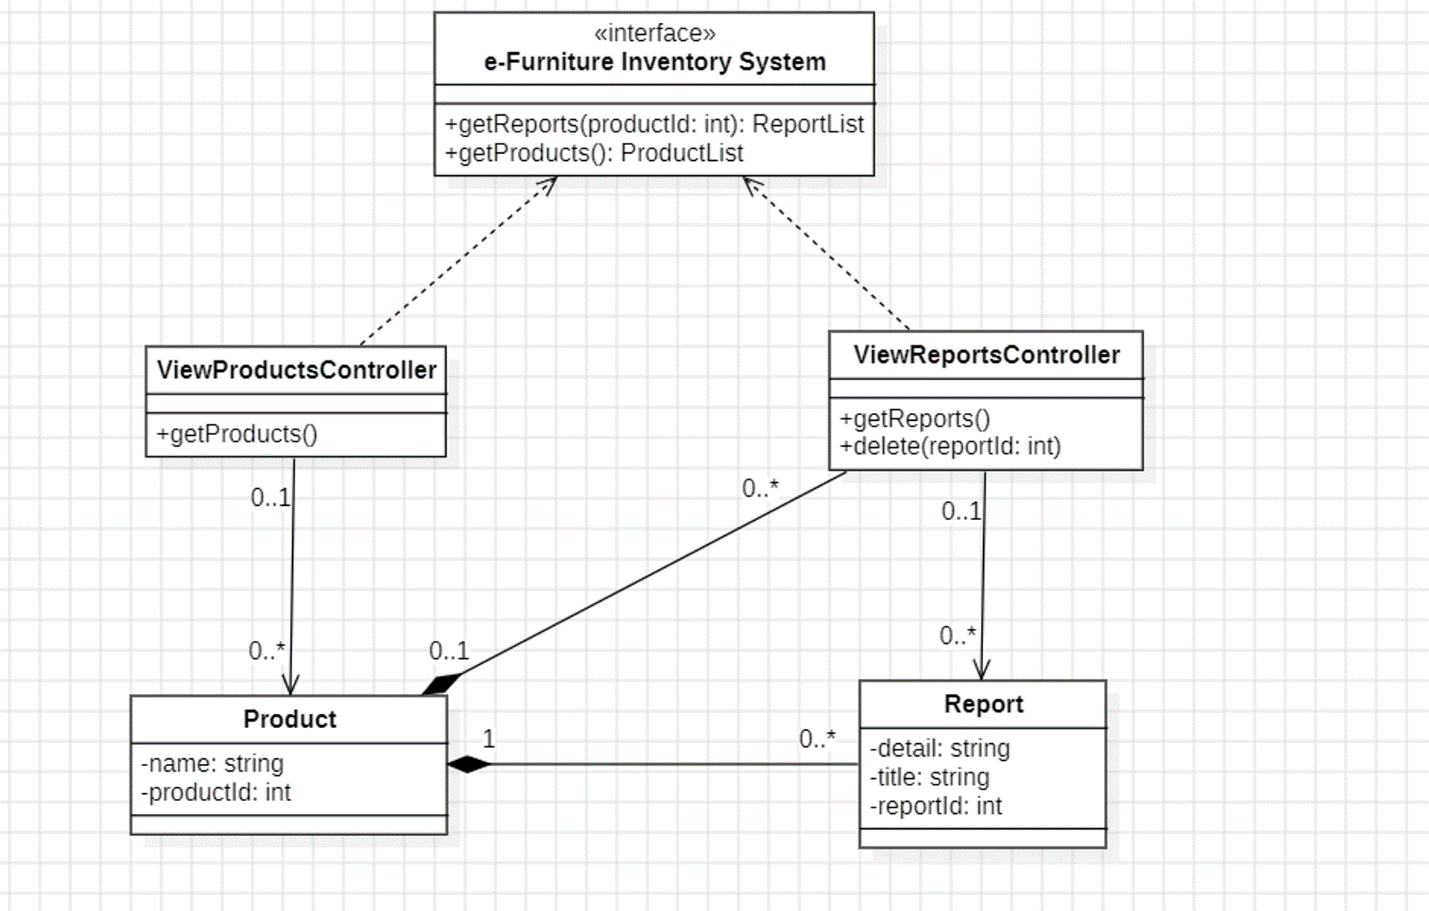 «interface»
e-Furniture Inventory System
+getReports(productId: int): ReportList
+getProducts(): ProductList
ViewProductsController
+getProducts()
ViewReportsController
+getReports()
+delete(reportId: int)
0..1
0..*
0..*
0..1
0..1
0..*
Product
-name: string
-productId: int
1
0..*
Report
-detail: string
-title: string
-reportId: int